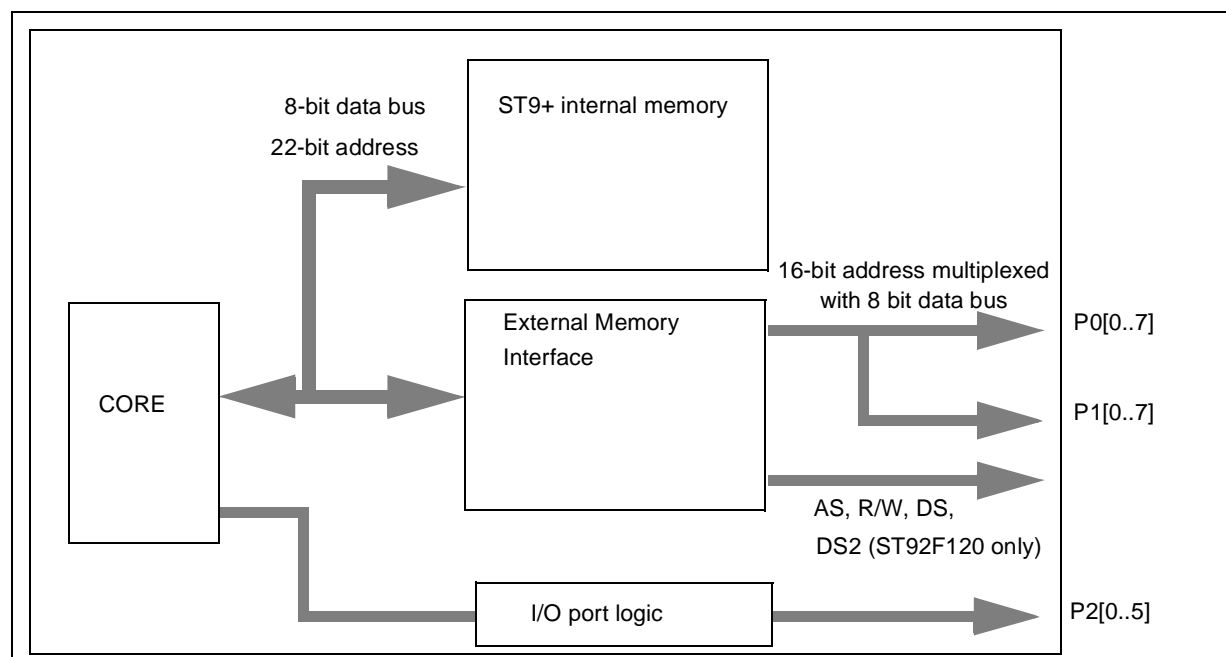 8-bit data bus
22-bit address
ST9+ internal memory
16-bit address multiplexed
with 8 bit data bus
External Memory
Interface
P0[0..7]
CORE
P1[0..7]
AS, R/W, DS,
DS2 (ST92F120 only)
I/O port logic
P2[0..5]